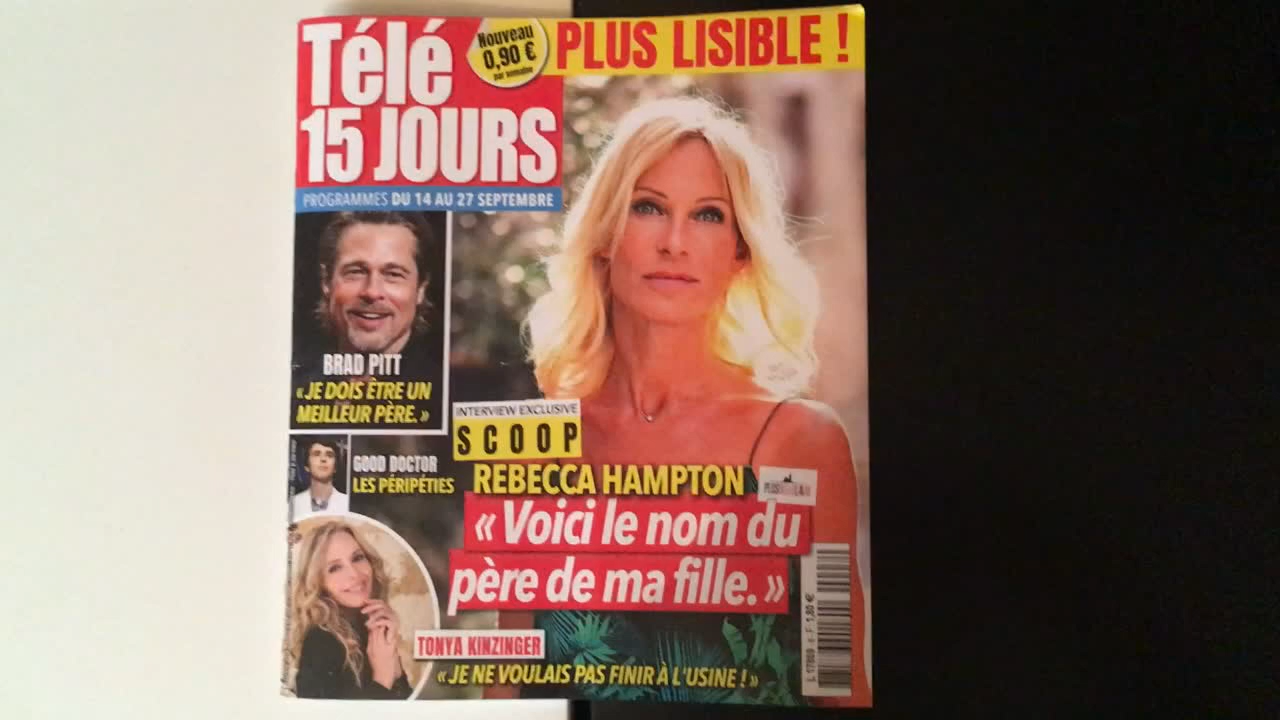 Télé
15 JOURS
Nouveau
0,90 €
par semaine
PLUS LISIBLE !
PROGRAMMES DU 14 AU 27 SEPTEMBRE
BRAD PITT
« JE DOIS ÊTRE UN
MEILLEUR PÈRE. »
GOOD DOCTOR
LES PÉRIPÉTIES
INTERVIEW EXCLUSIVE
SCOOP
REBECCA HAMPTON
« Voici le nom du
père de ma fille. »
TONYA KINZINGER
« JE NE VOULAIS PAS FINIR À L'USINE ! »